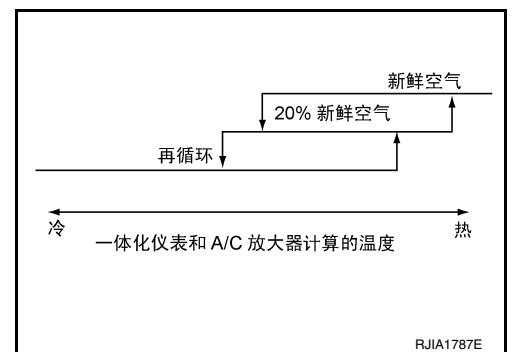 新鲜空气
20% 新鲜空气
再循环
冷
热
一体化仪表和 A/C 放大器计算的温度
RJIA1787E